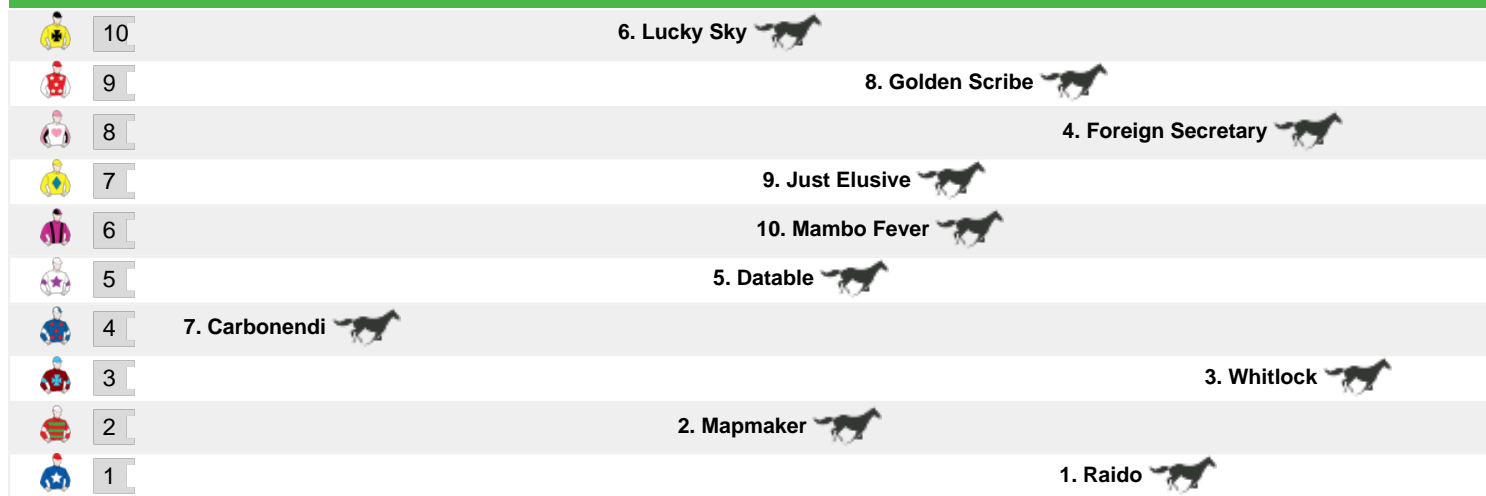 10 6. Lucky Sky
9 8. Golden Scribe
8 4. Foreign Secretary
7 9. Just Elusive
6 10. Mambo Fever
5 5. Datable
4 7. Carbonendi
3 3. Whitlock
2 2. Mapmaker
1 1. Raido